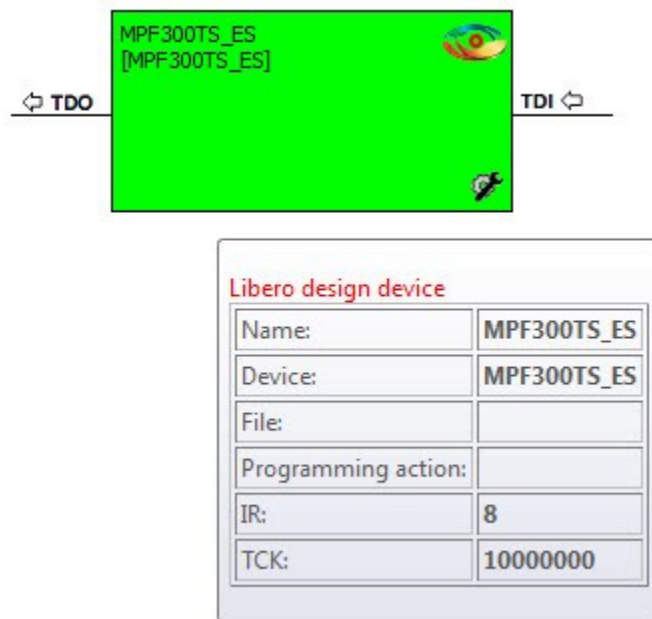 MPF300TS_ES
[MPF300TS_ES]
⇦ TDO
TDI ⇦
Libero design device
Name: MPF300TS_ES
Device: MPF300TS_ES
File:
Programming action:
IR: 8
TCK: 10000000